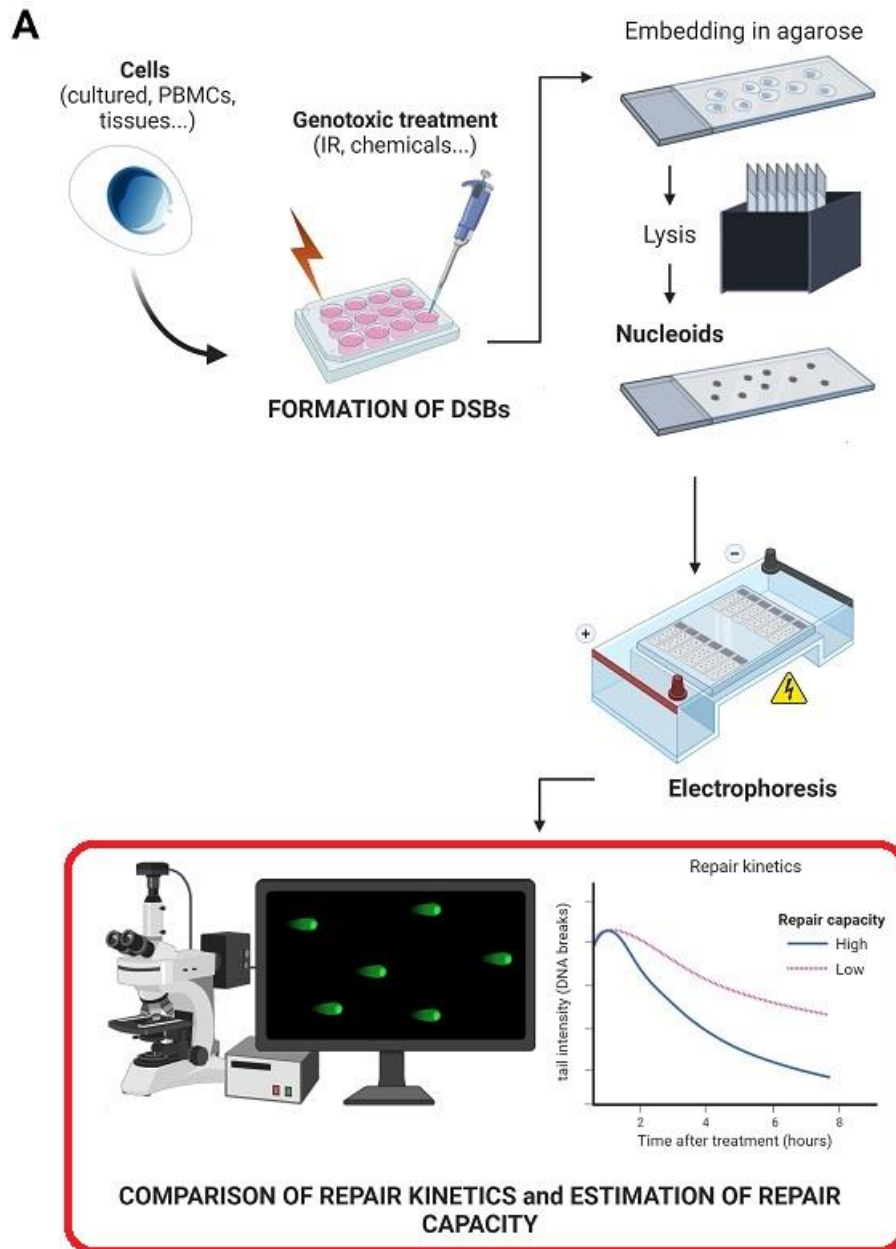 A
Cells
(cultured, PBMCs,
tissues...)
Genotoxic treatment
(IR, chemicals...)
FORMATION OF DSBs
Embedding in agarose
Lysis
Nucleoids
−
+
Electrophoresis
Repair kinetics
tail intensity (DNA breaks)
Repair capacity
High
Low
2 4 6 8
Time after treatment (hours)
COMPARISON OF REPAIR KINETICS and ESTIMATION OF REPAIR
CAPACITY